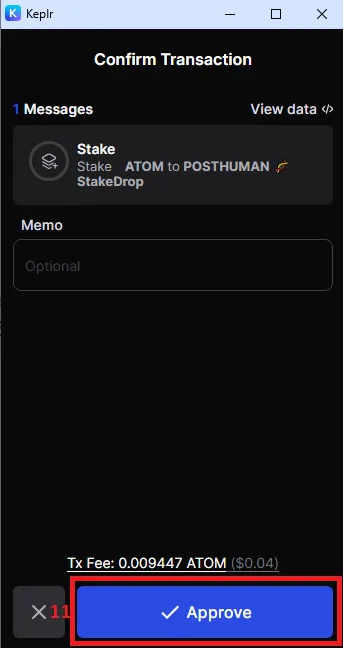 Keplr
Confirm Transaction
1 Messages View data </>
Stake
Stake ATOM to POSTHUMAN
StakeDrop
Memo
Optional
Tx Fee: 0.009447 ATOM ($0.04)
11 Approve